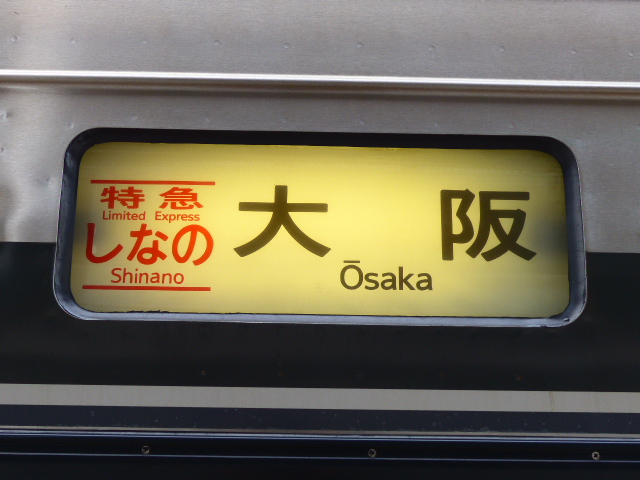 特急
Limited Express
しなの
Shinano
大阪
Ōsaka